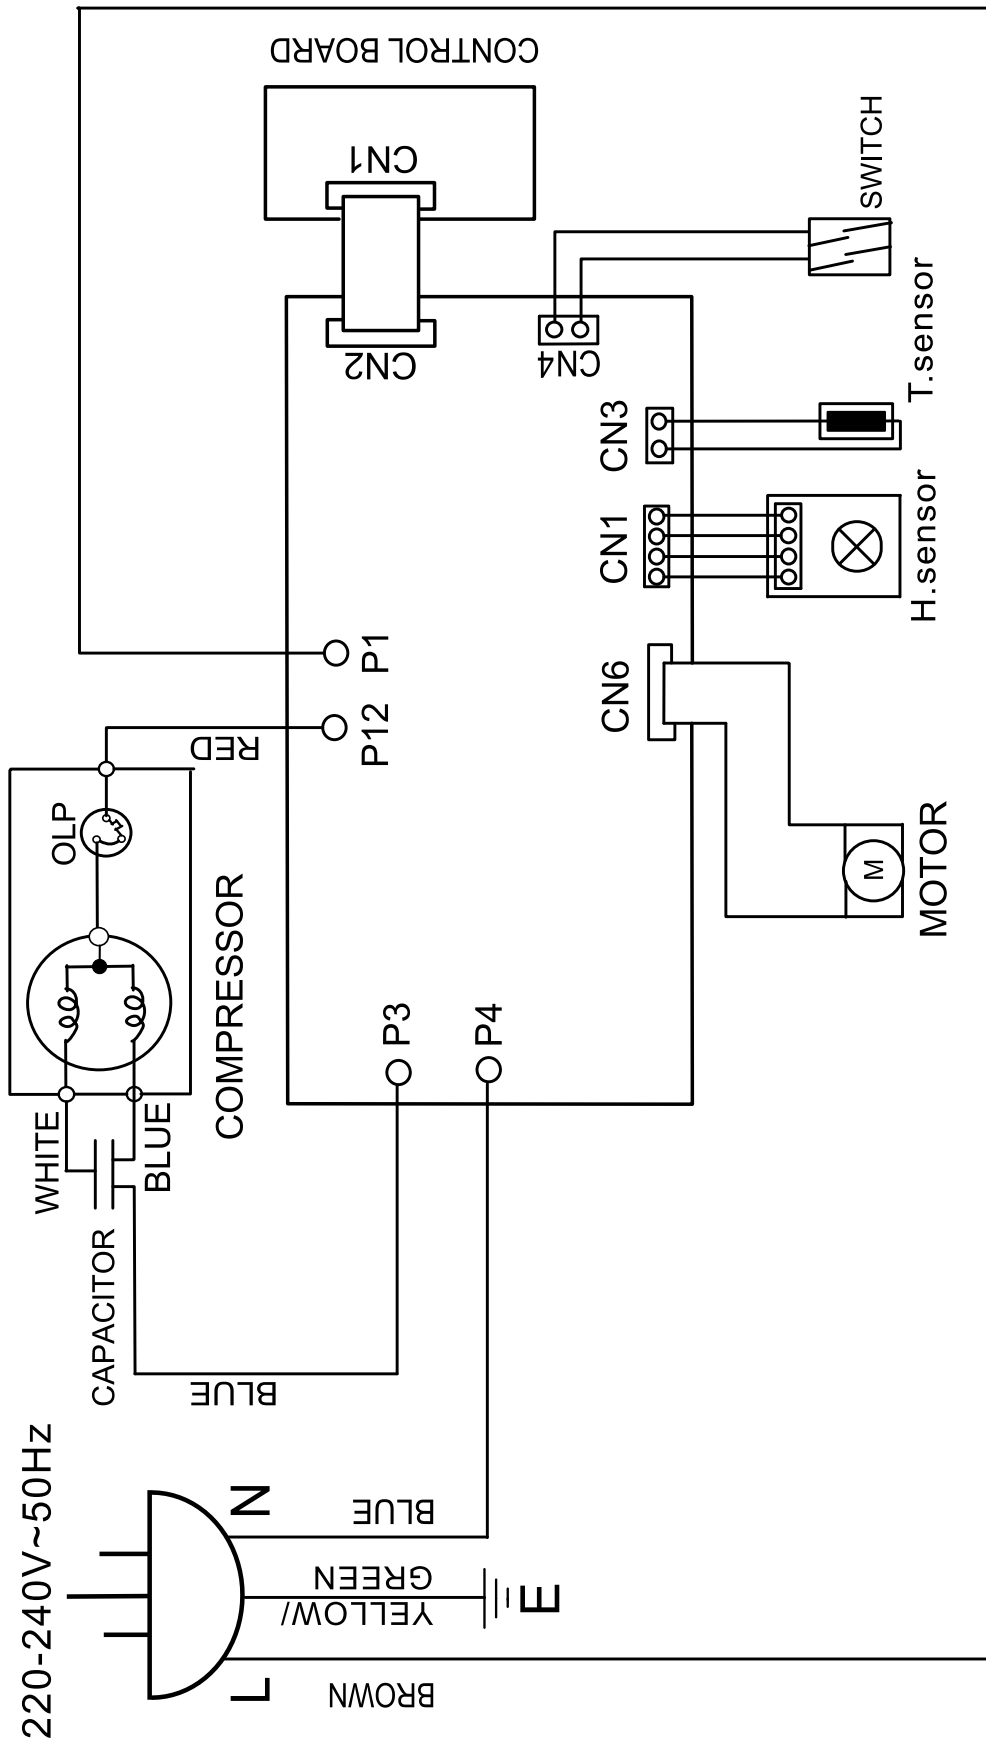 220-240V~50Hz
L
N
E
BROWN
YELLOW/
GREEN
BLUE
BLUE
CAPACITOR
WHITE
BLUE
COMPRESSOR
OLP
RED
P3
P4
P12
P1
CN2
CN1
CONTROL BOARD
CN4
CN3
CN1
CN6
SWITCH
T.sensor
H.sensor
M
MOTOR